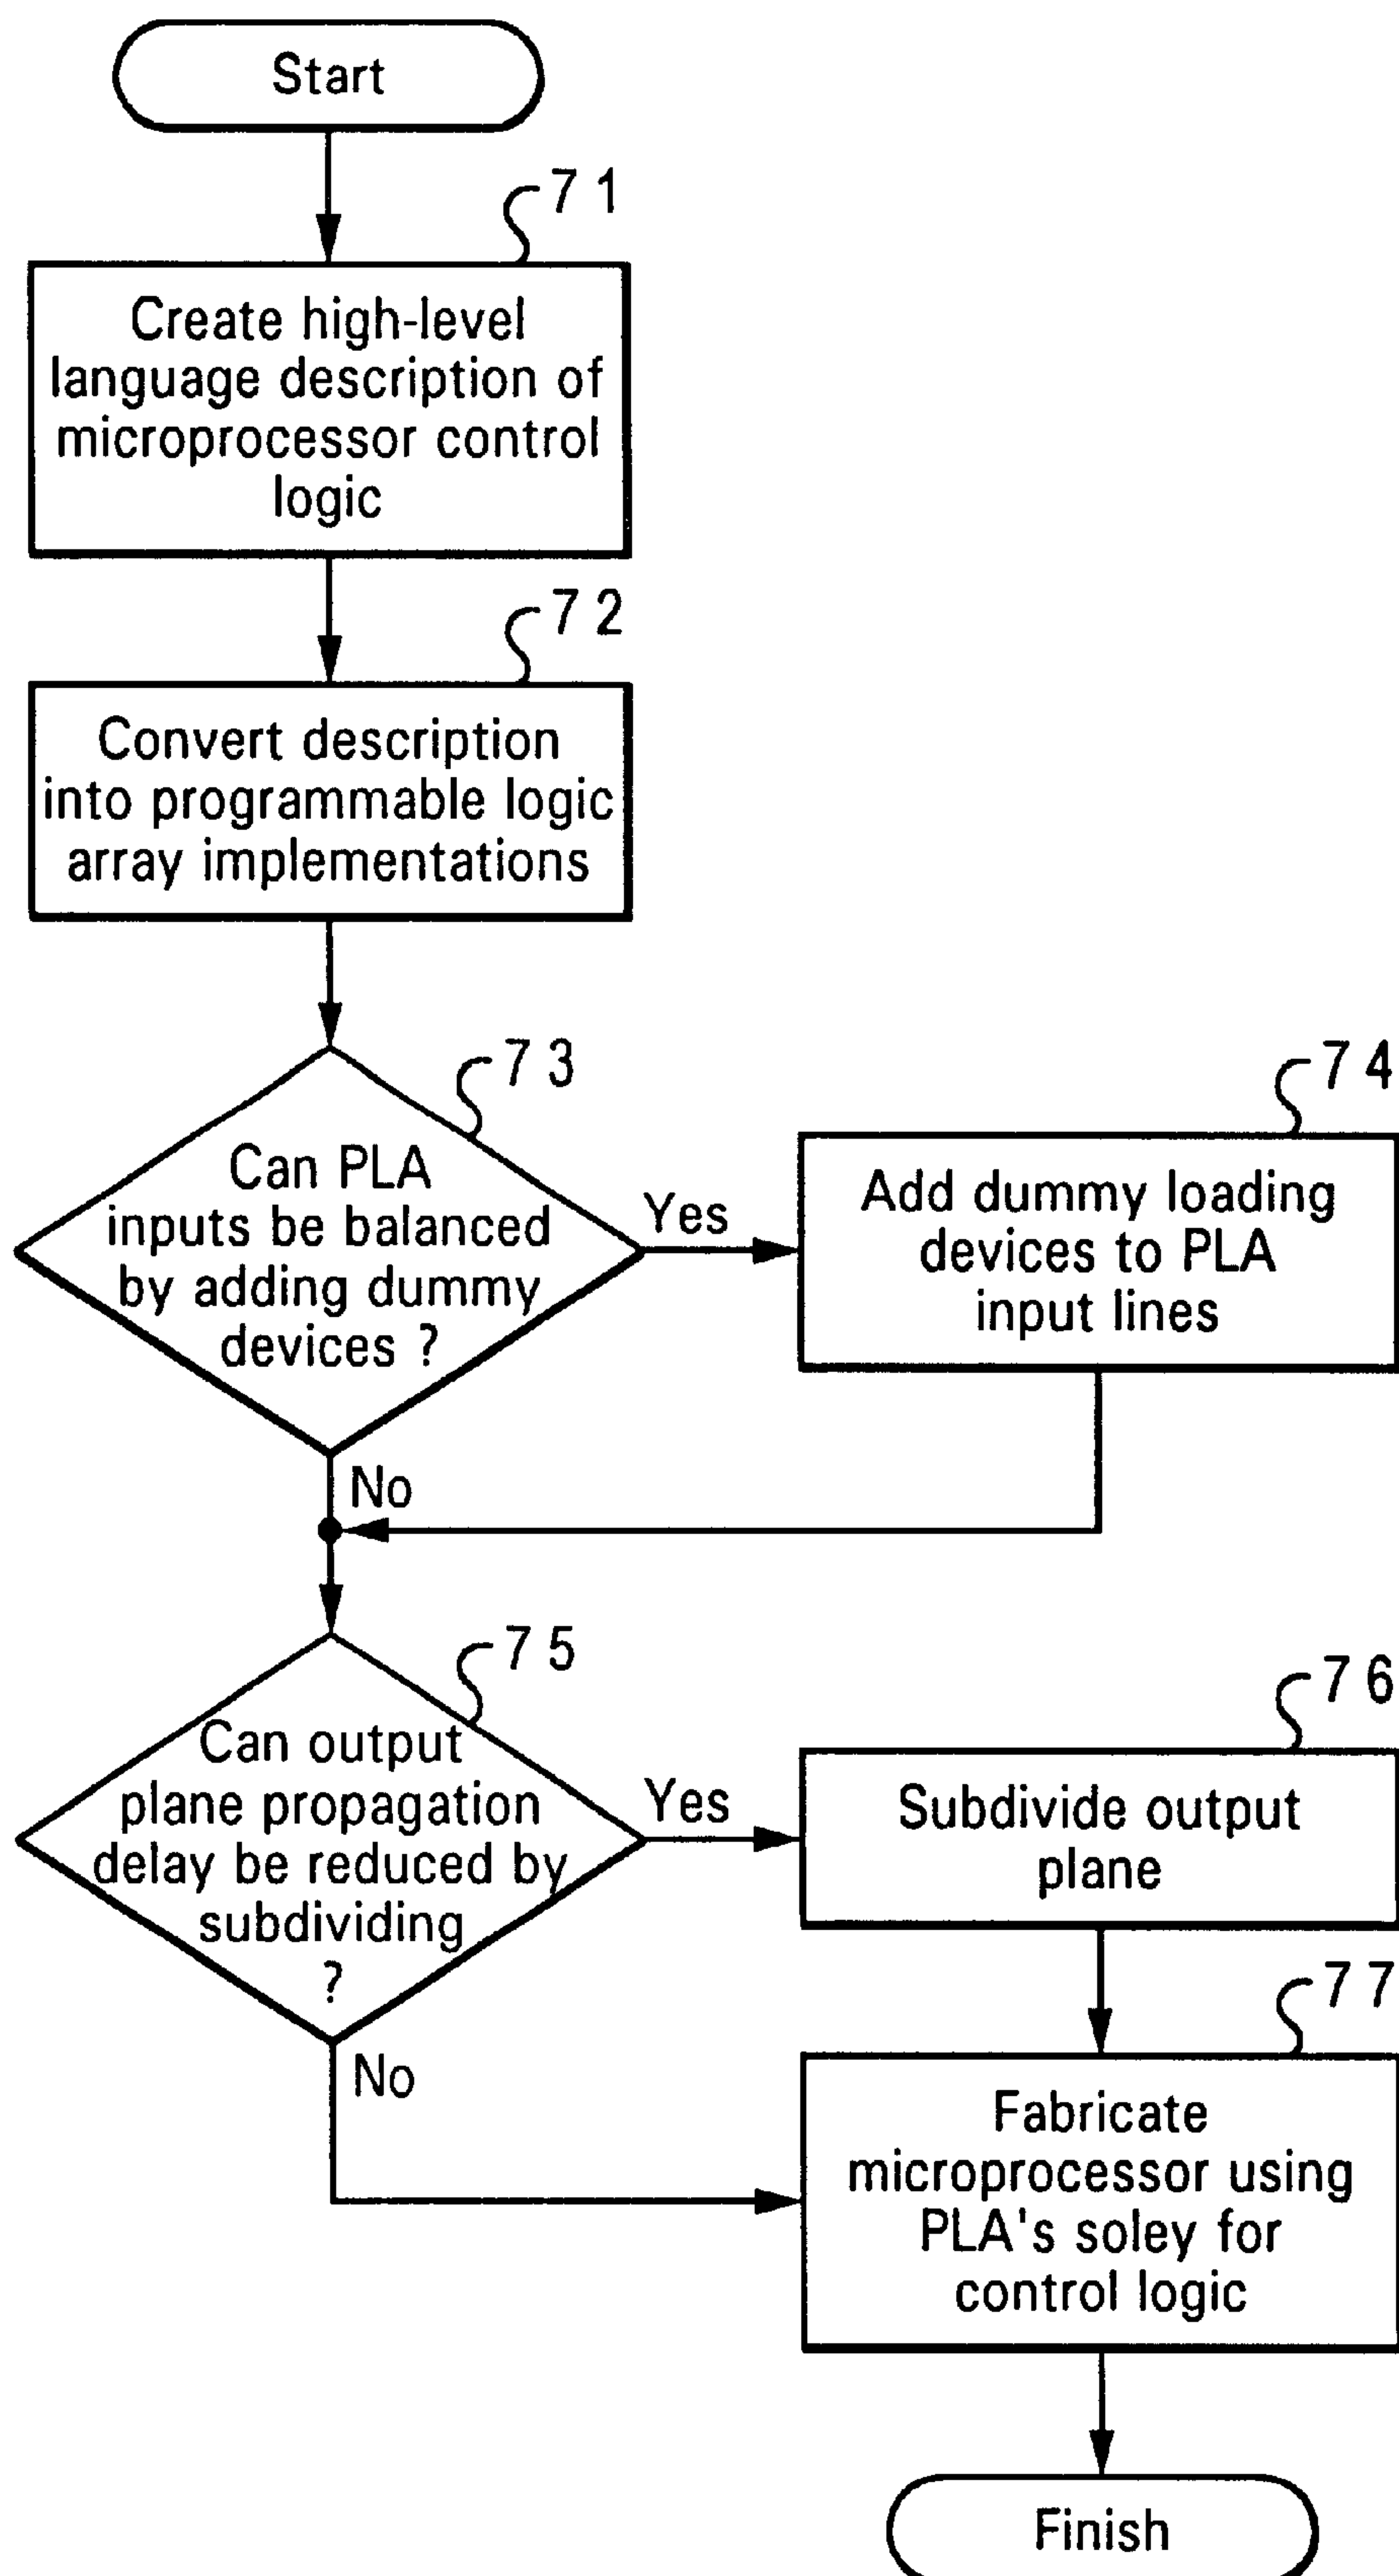 Start
71
Create high-level
language description of
microprocessor control
logic
72
Convert description
into programmable logic
array implementations
73
Can PLA
inputs be balanced
by adding dummy
devices ?
Yes
74
Add dummy loading
devices to PLA
input lines
No
75
Can output
plane propagation
delay be reduced by
subdividing
?
Yes
76
Subdivide output
plane
No
77
Fabricate
microprocessor using
PLA's soley for
control logic
Finish